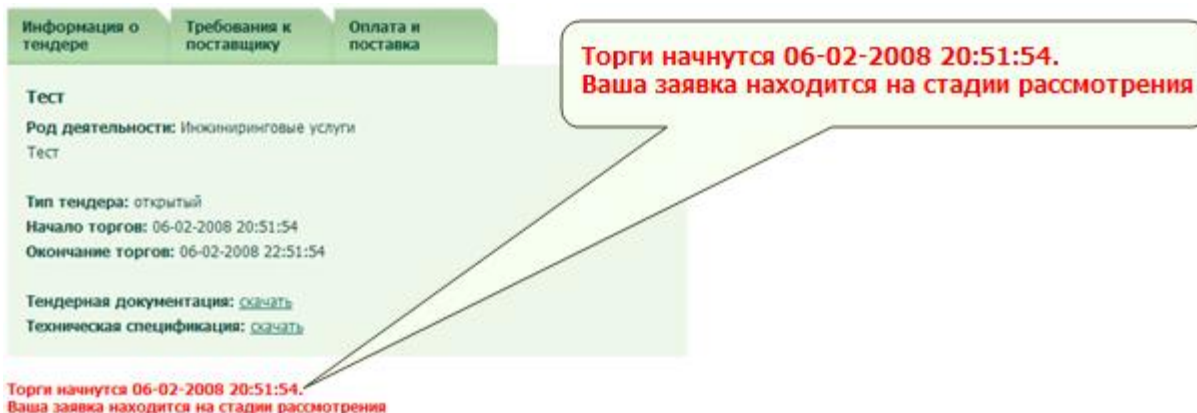 Информация о тендере
Требования к поставщику
Оплата и поставка
Торги начнутся 06-02-2008 20:51:54.
Ваша заявка находится на стадии рассмотрения
Тест
Род деятельности: Инжиниринговые услуги
Тест
Тип тендера: открытый
Начало торгов: 06-02-2008 20:51:54
Окончание торгов: 06-02-2008 22:51:54
Тендерная документация: скачать
Техническая спецификация: скачать
Торги начнутся 06-02-2008 20:51:54.
Ваша заявка находится на стадии рассмотрения